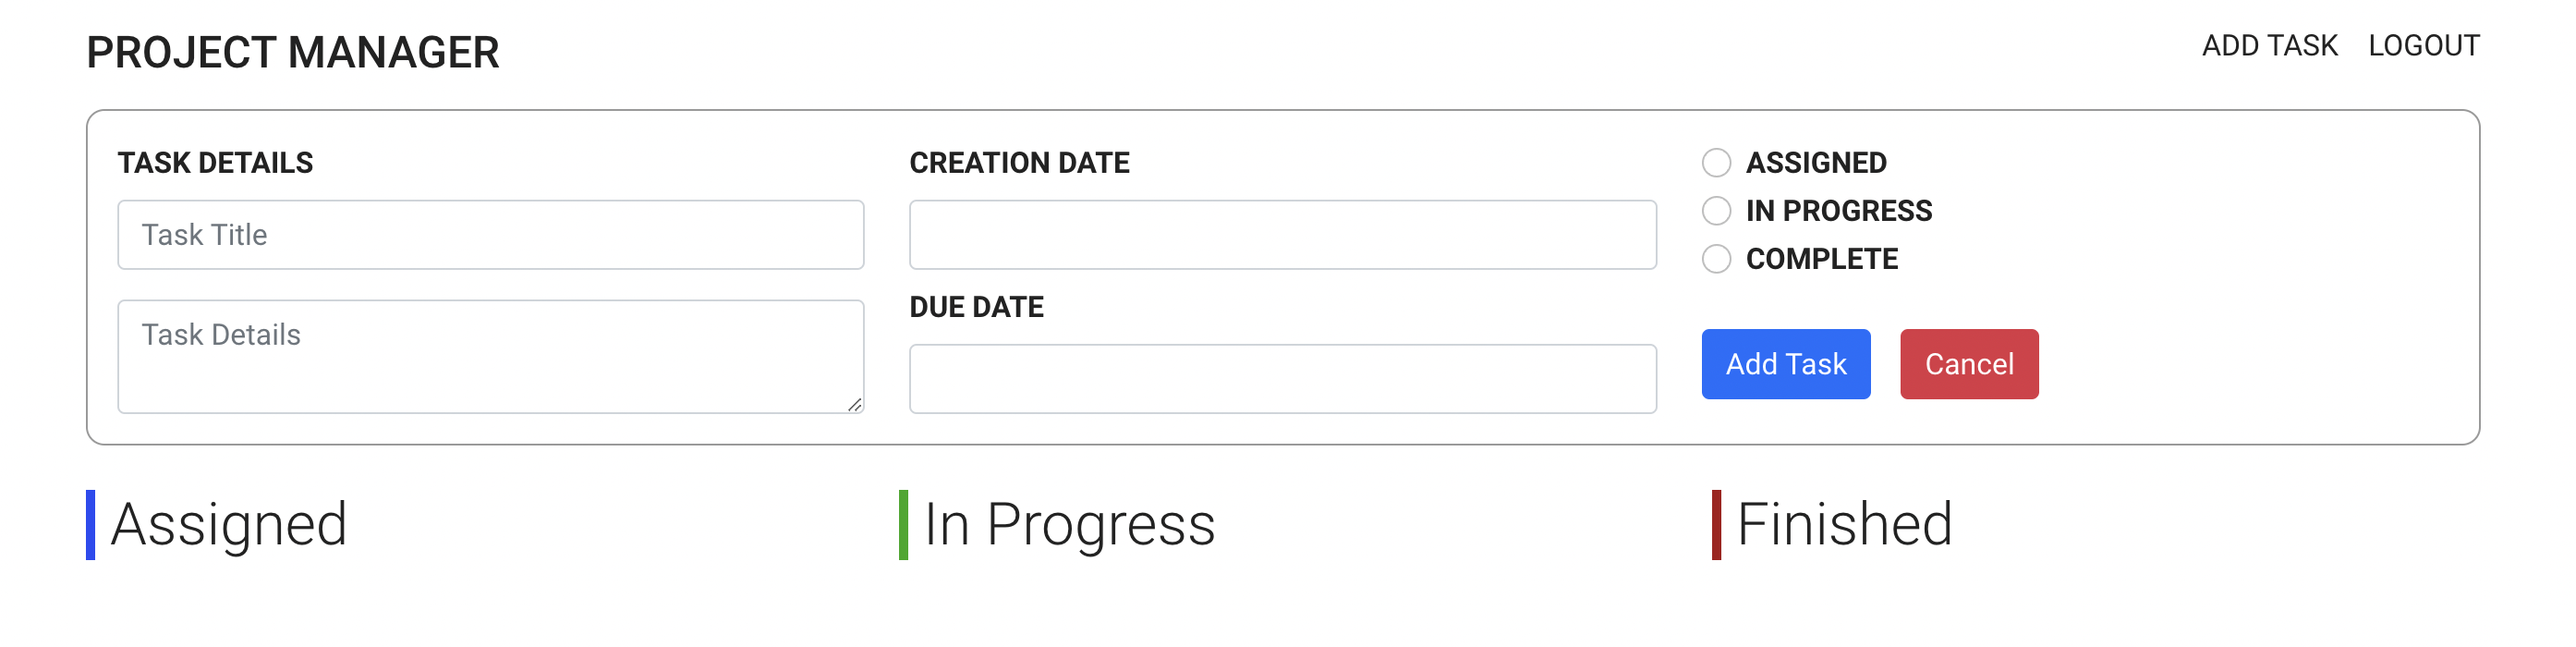 PROJECT MANAGER
ADD TASK LOGOUT
TASK DETAILS
Task Title
Task Details
CREATION DATE
DUE DATE
ASSIGNED
IN PROGRESS
COMPLETE
Add Task Cancel
Assigned
In Progress
Finished